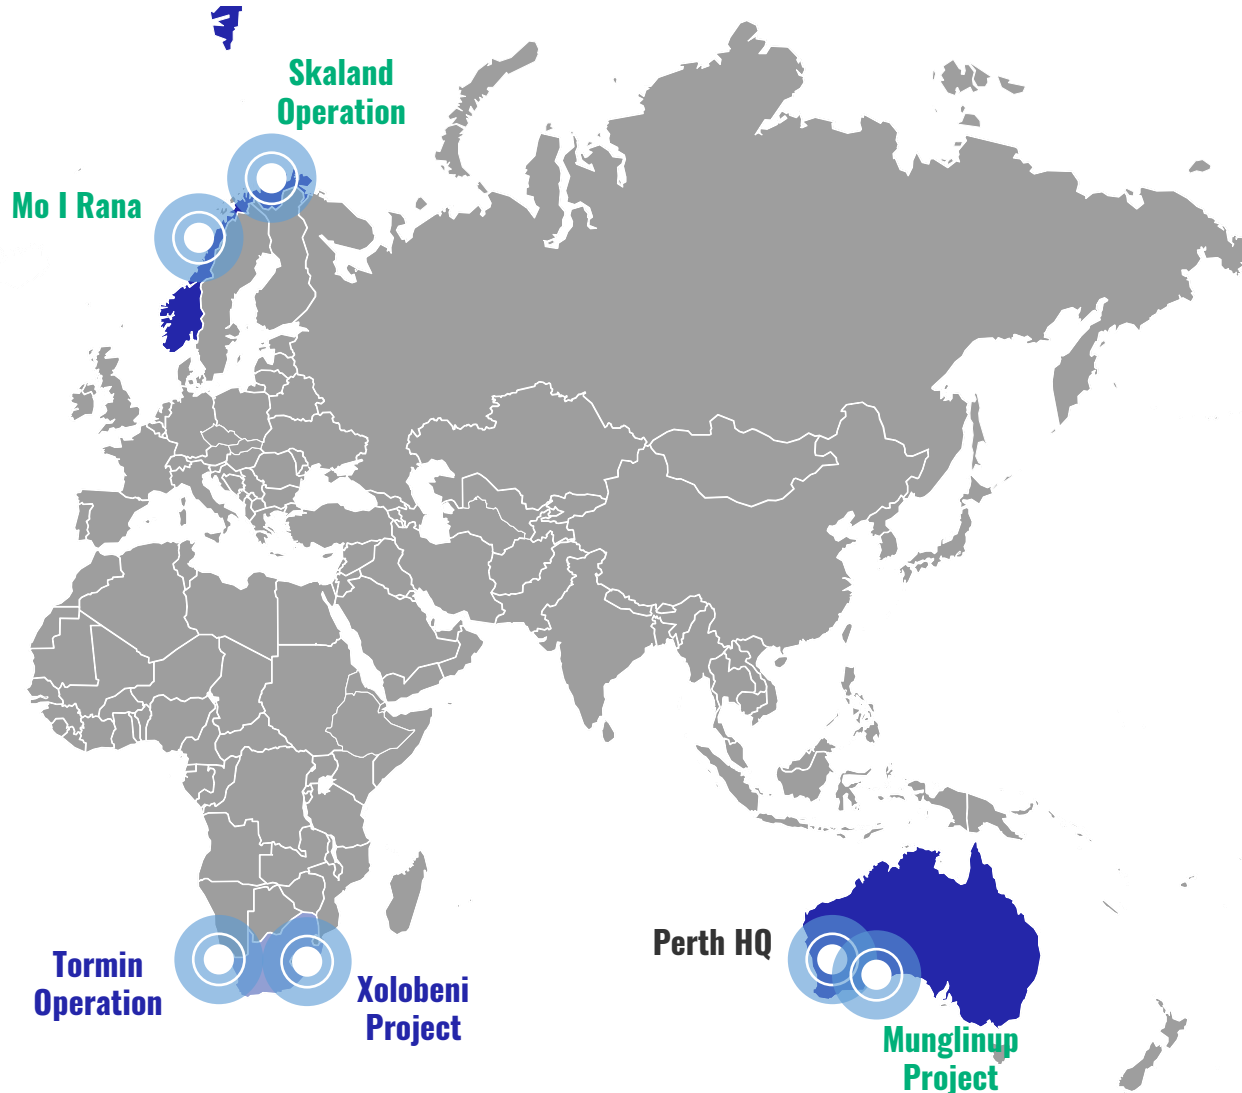 Skaland
Operation
Mo I Rana
Perth HQ
Tormin
Operation
Xolobeni
Project
Munglinup
Project